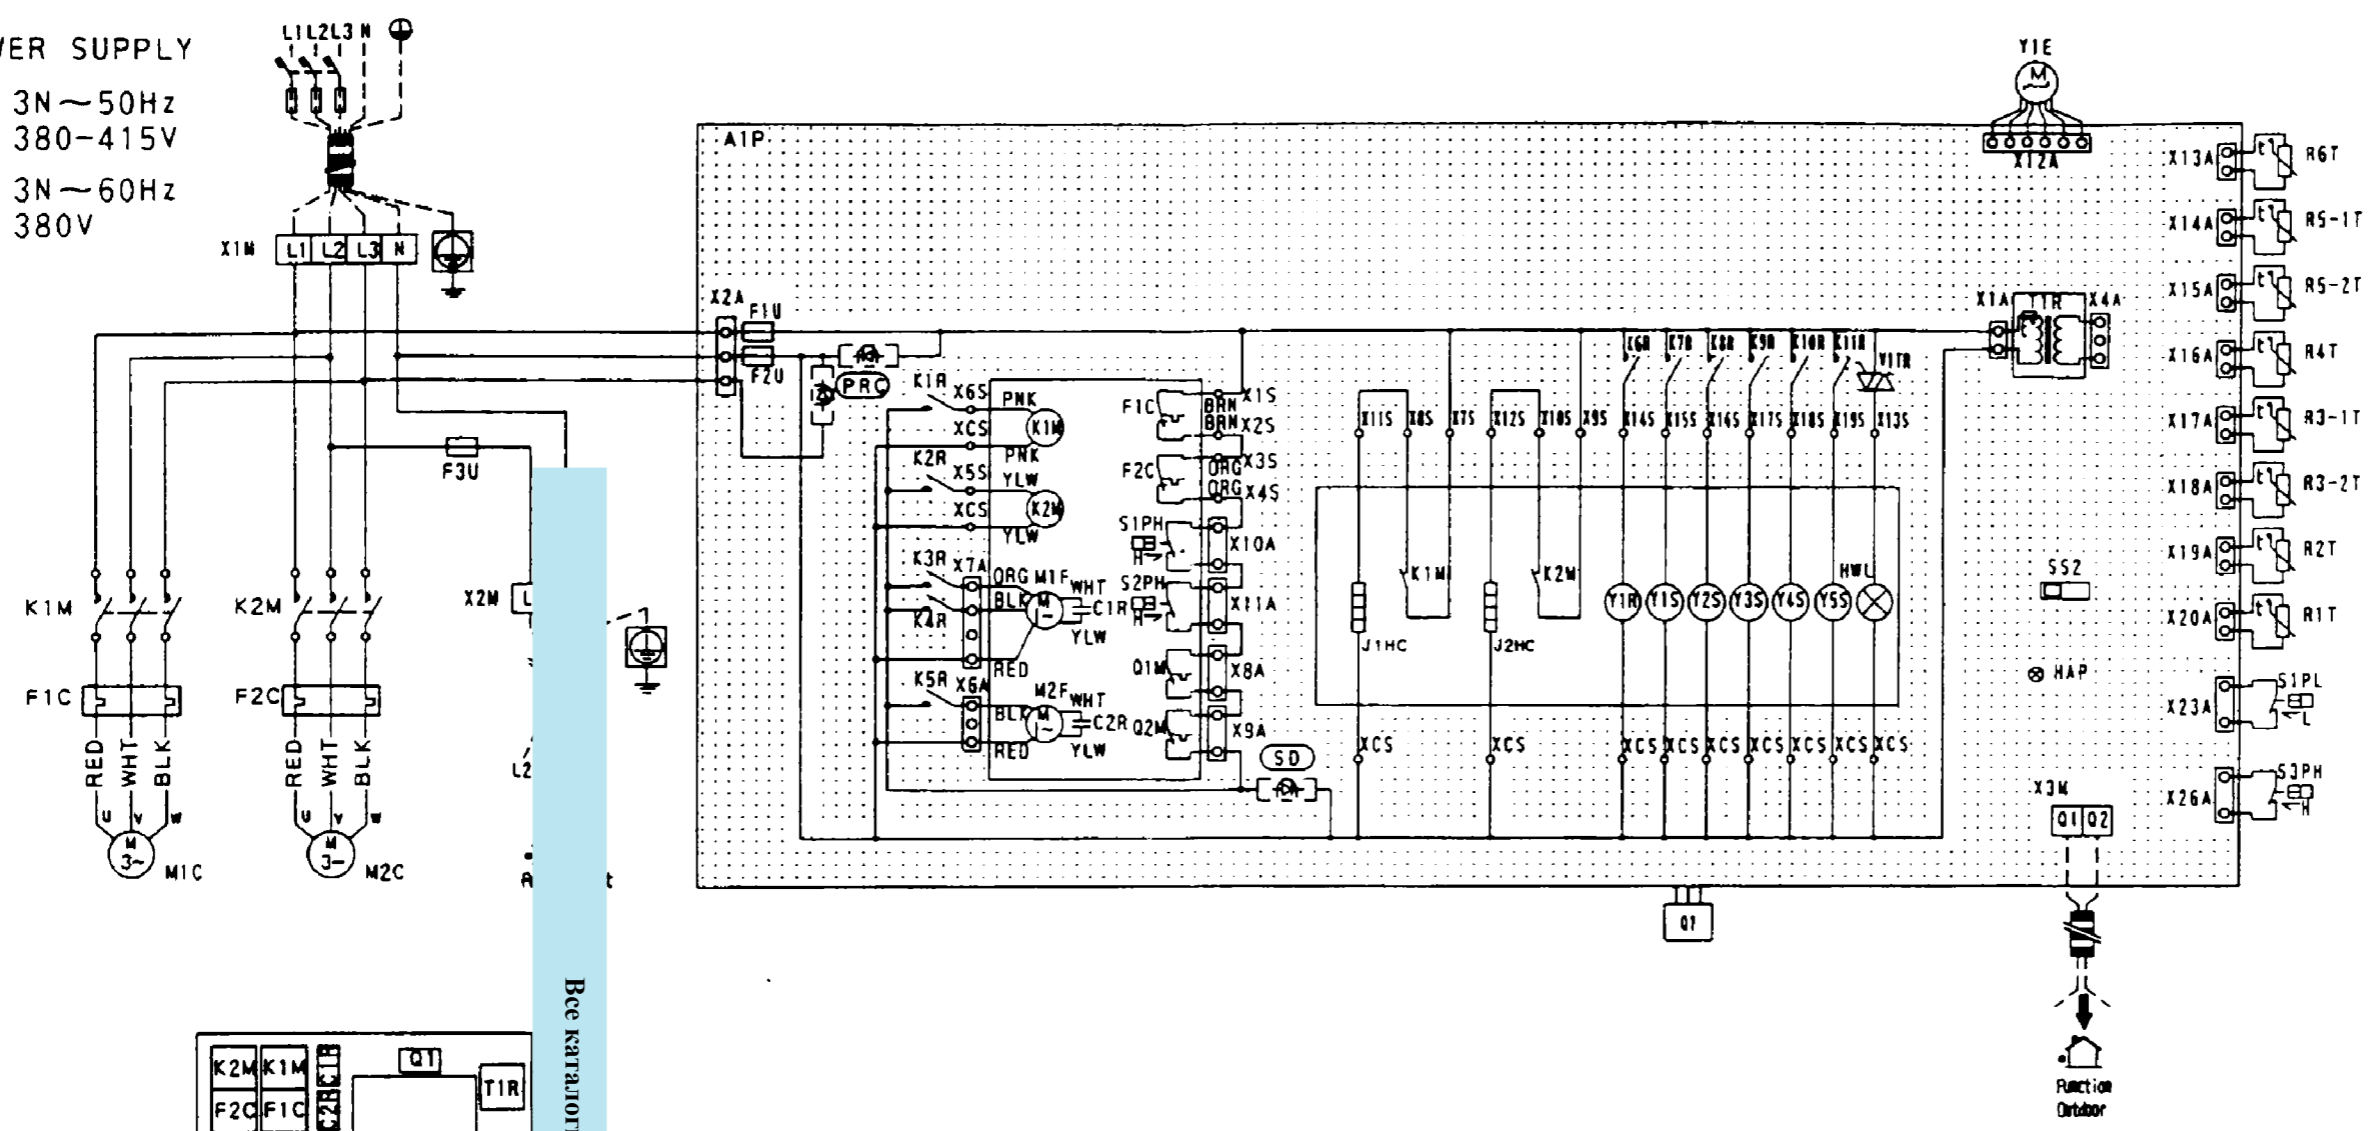 L1 L2 L3 N
WER SUPPLY
3N~50Hz
380-415V
3N~60Hz
380V
X1M L1 L2 L3 N
F3U
K1M
K2M
X2M
F1C
F2C
RED WHT BLK
RED WHT BLK
U V W
U V W
M 3~ M1C
M 3~ M2C
L2
A1P
X2A
F1U
F2U
PRC
K1R X6S PNK
K1M
XCS PNK
K2R X5S YLW
K2M
XCS YLW
K3R X7A ORG M1F WHT
BLK M C1R
K4R YLW
RED
K5R X6A M2F WHT
BLK M C2R
RED YLW
F1C BRN X1S
BRN X2S
F2C ORG X3S
ORG X4S
S1PH
H X10A
S2PH
H X11A
Q1M X8A
Q2M X9A
SD
X11S X8S X7S X12S X10S X9S X14S X15S X16S X17S X18S X19S X13S
K6R K7R K8R K9R K10R K11R V1TR
K1M K2M
J1HC J2HC
Y1R Y1S Y2S Y3S Y4S Y5S HWL
XCS XCS XCS XCS XCS XCS XCS XCS XCS
Q1
Y1E
M
X12A
X1A T1R X4A
SS2
HAP
X3M
Q1 Q2
Function
Outdoor
X13A t° R6T
X14A t° R5-1T
X15A t° R5-2T
X16A t° R4T
X17A t° R3-1T
X18A t° R3-2T
X19A t° R2T
X20A t° R1T
X23A S1PL
L
X26A S3PH
H
K2M K1M C1R Q1 T1R
F2C F1C C2R
Все каталог